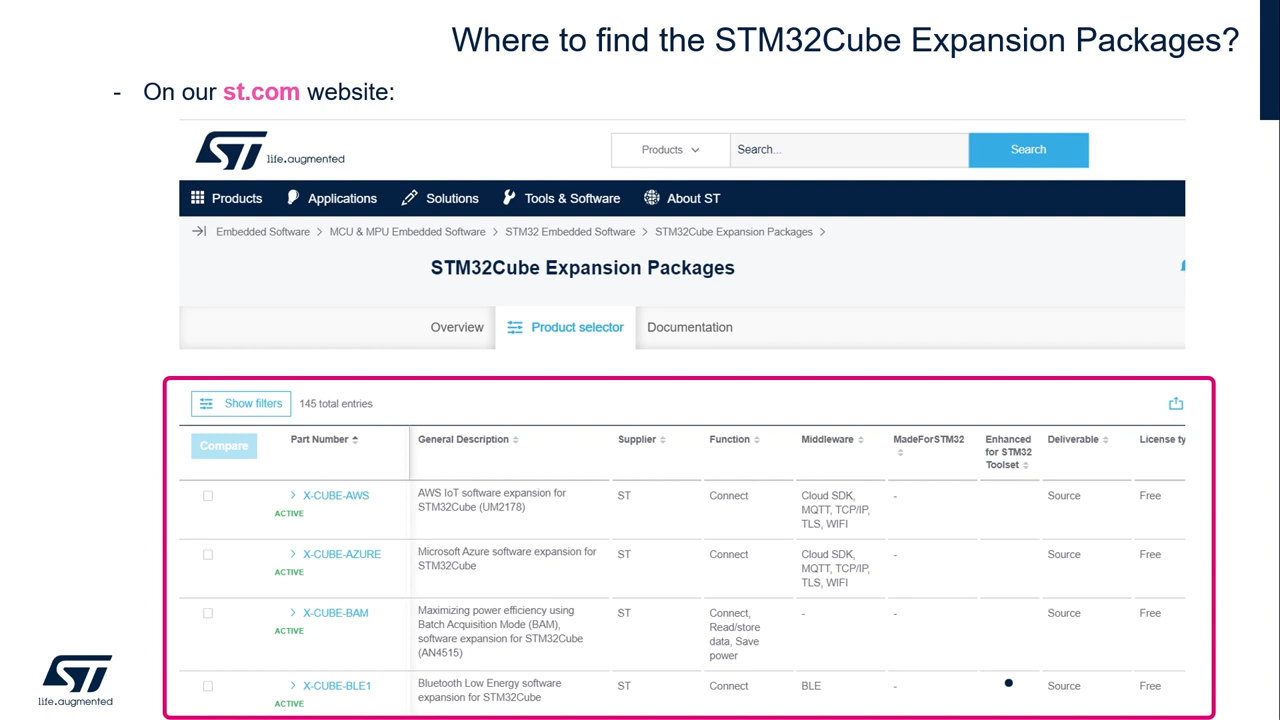 Where to find the STM32Cube Expansion Packages?
- On our st.com website:
ST life.augmented
Products
Search...
Search
Products
Applications
Solutions
Tools & Software
About ST
Embedded Software > MCU & MPU Embedded Software > STM32 Embedded Software > STM32Cube Expansion Packages >
STM32Cube Expansion Packages
Overview
Product selector
Documentation
Show filters
145 total entries
Compare
Part Number
General Description
Supplier
Function
Middleware
MadeForSTM32
Enhanced
for STM32
Toolset
Deliverable
License ty
X-CUBE-AWS
ACTIVE
AWS IoT software expansion for
STM32Cube (UM2178)
ST
Connect
Cloud SDK,
MQTT, TCP/IP,
TLS, WIFI
-
Source
Free
X-CUBE-AZURE
ACTIVE
Microsoft Azure software expansion for
STM32Cube
ST
Connect
Cloud SDK,
MQTT, TCP/IP,
TLS, WIFI
-
Source
Free
X-CUBE-BAM
ACTIVE
Maximizing power efficiency using
Batch Acquisition Mode (BAM),
software expansion for STM32Cube
(AN4515)
ST
Connect,
Read/store
data, Save
power
-
-
Source
Free
X-CUBE-BLE1
ACTIVE
Bluetooth Low Energy software
expansion for STM32Cube
ST
Connect
BLE
-
Source
Free
ST
life.augmented